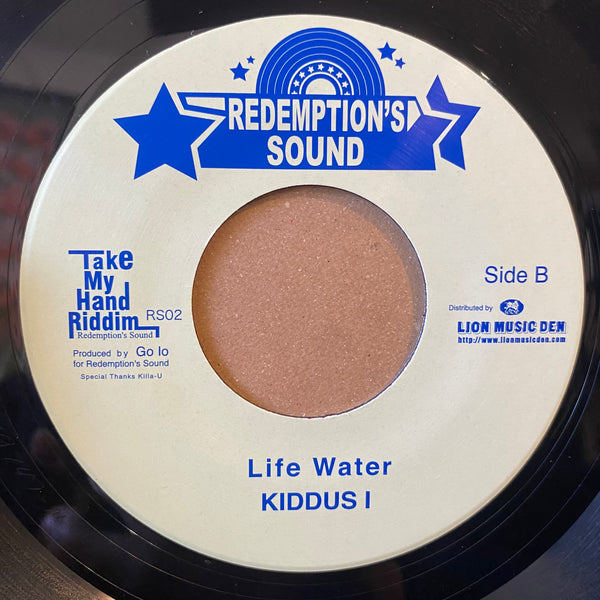 REDEMPTION'S
SOUND
Take
My
Hand
Riddim
Redemption's Sound
RS02
Produced by Go Io
for Redemption's Sound
Special Thanks Killa-U
Side B
Distributed by
LION MUSIC DEN
http://www.lionmusicden.com
Life Water
KIDDUS I